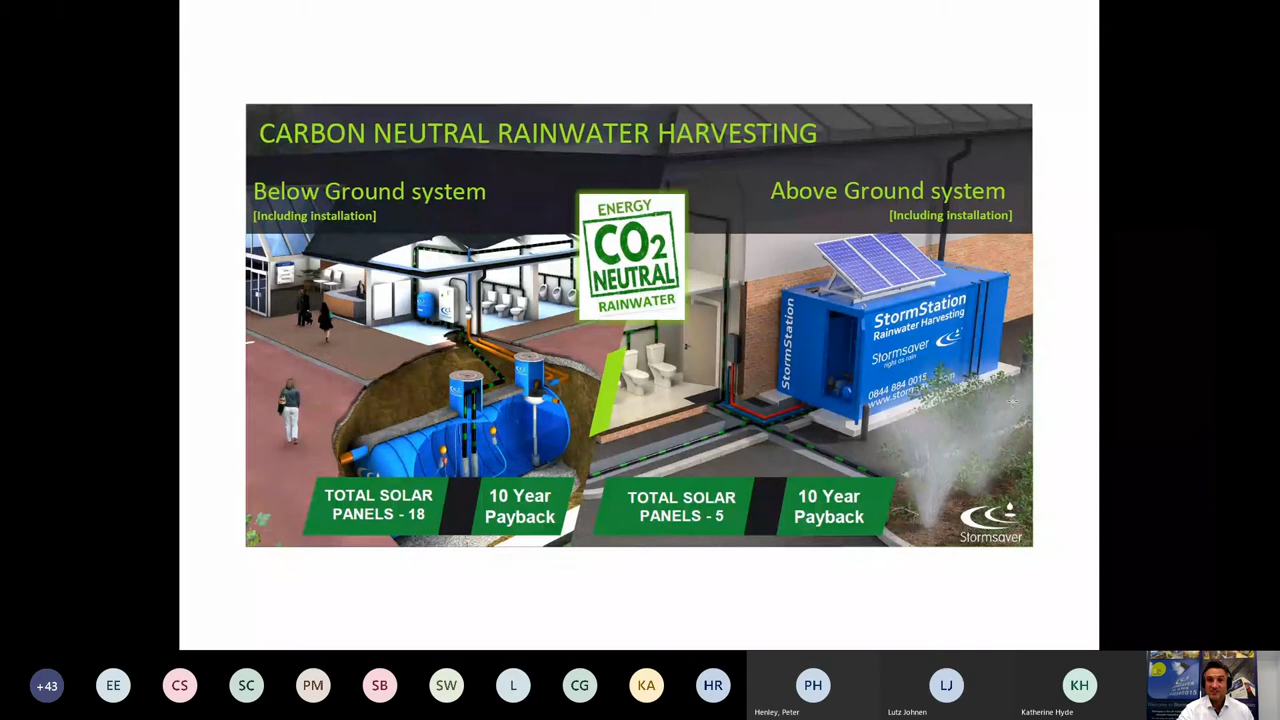 CARBON NEUTRAL RAINWATER HARVESTING
Below Ground system
[Including installation]
Above Ground system
[Including installation]
ENERGY
CO2
NEUTRAL
RAINWATER
StormStation
StormStation
Rainwater Harvesting
Stormsaver
right as rain
0844 884 0015
TOTAL SOLAR
PANELS - 18
10 Year
Payback
TOTAL SOLAR
PANELS - 5
10 Year
Payback
Stormsaver
+43
EE
CS
SC
PM
SB
SW
L
CG
KA
HR
PH
LJ
KH
Henley, Peter
Lutz Johnen
Katherine Hyde